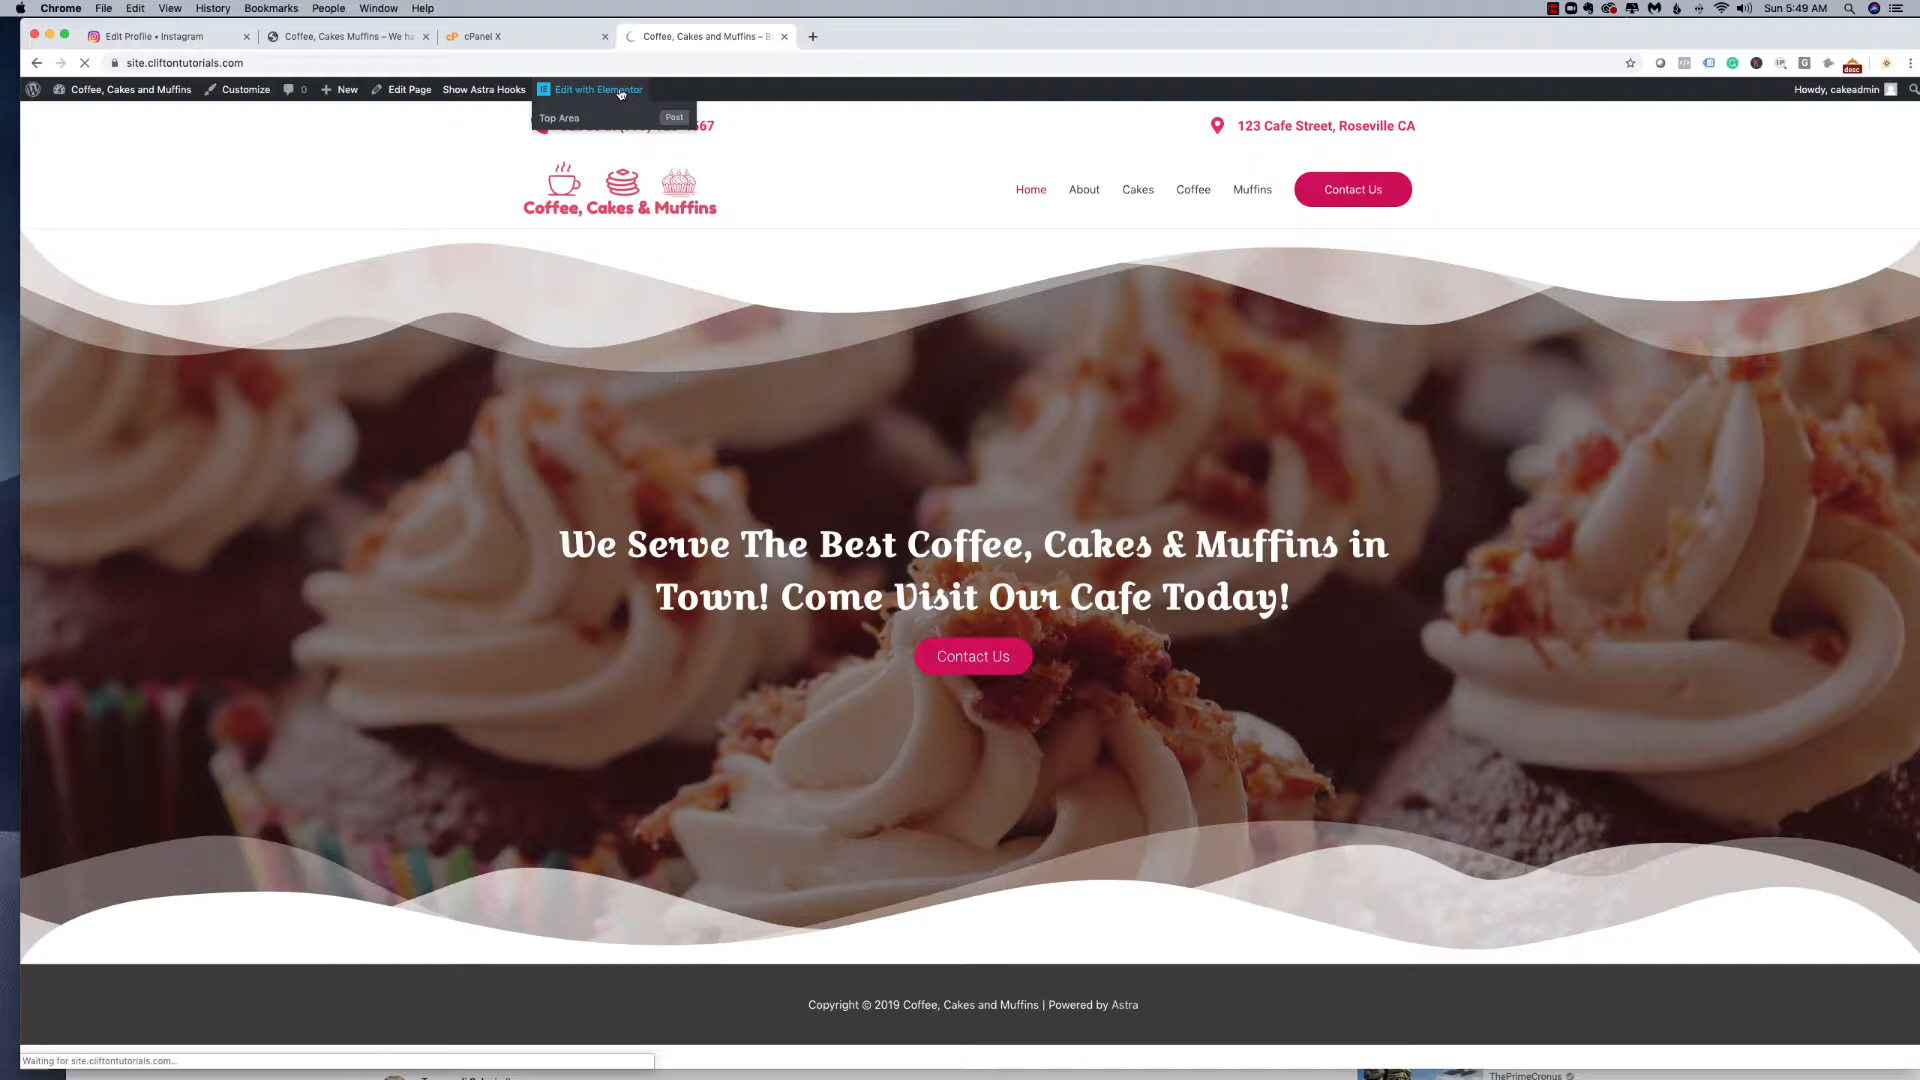 Chrome File Edit View History Bookmarks People Window Help
Sun 5:49 AM
Edit Profile • Instagram
Coffee, Cakes Muffins – We ha
cPanel X
Coffee, Cakes and Muffins – B
site.cliftontutorials.com
Coffee, Cakes and Muffins
Customize
0
New
Edit Page
Show Astra Hooks
Edit with Elementor
Howdy, cakeadmin
Top Area
Post
123 Cafe Street, Roseville CA
Coffee, Cakes & Muffins
Home
About
Cakes
Coffee
Muffins
Contact Us
We Serve The Best Coffee, Cakes & Muffins in
Town! Come Visit Our Cafe Today!
Contact Us
Copyright © 2019 Coffee, Cakes and Muffins | Powered by Astra
Waiting for site.cliftontutorials.com...
ThePrimeCronus